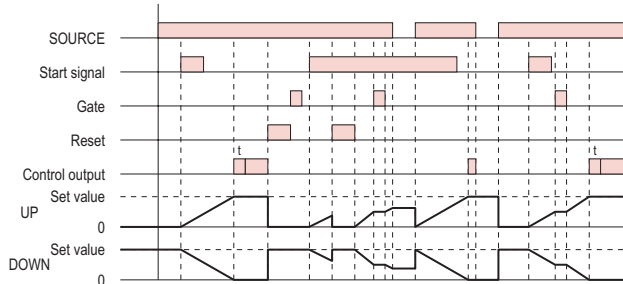 SOURCE
Start signal
Gate
Reset
t
t
Control output
Set value
UP
0
Set value
DOWN
0